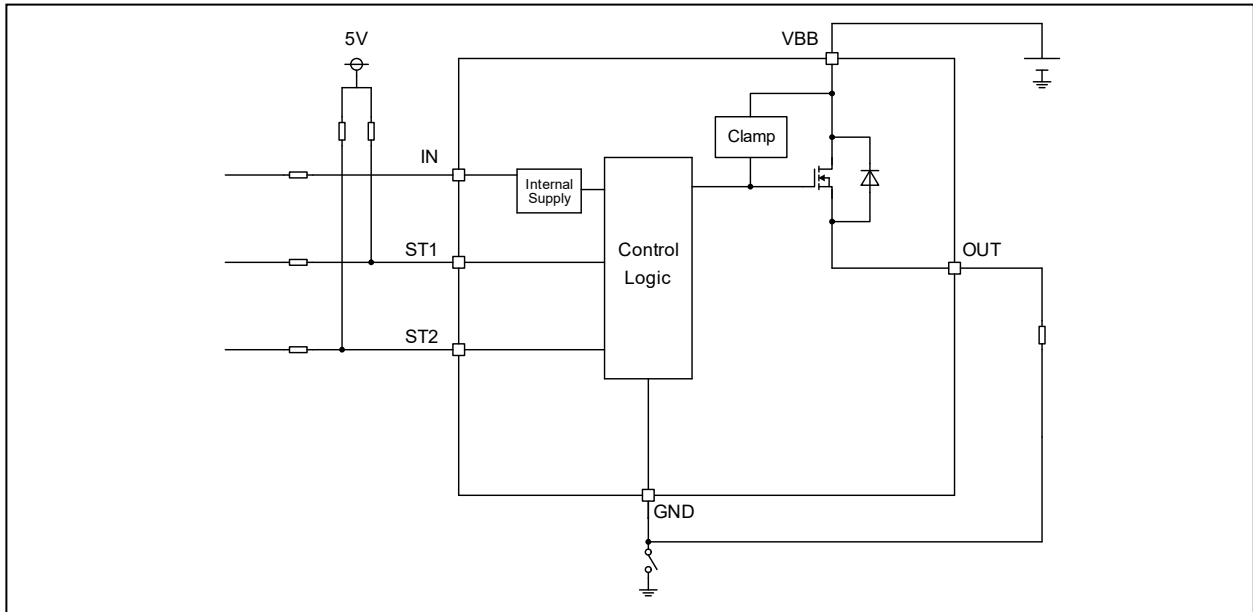 5V
VBB
Clamp
IN
Internal
Supply
Control
Logic
ST1
OUT
ST2
GND